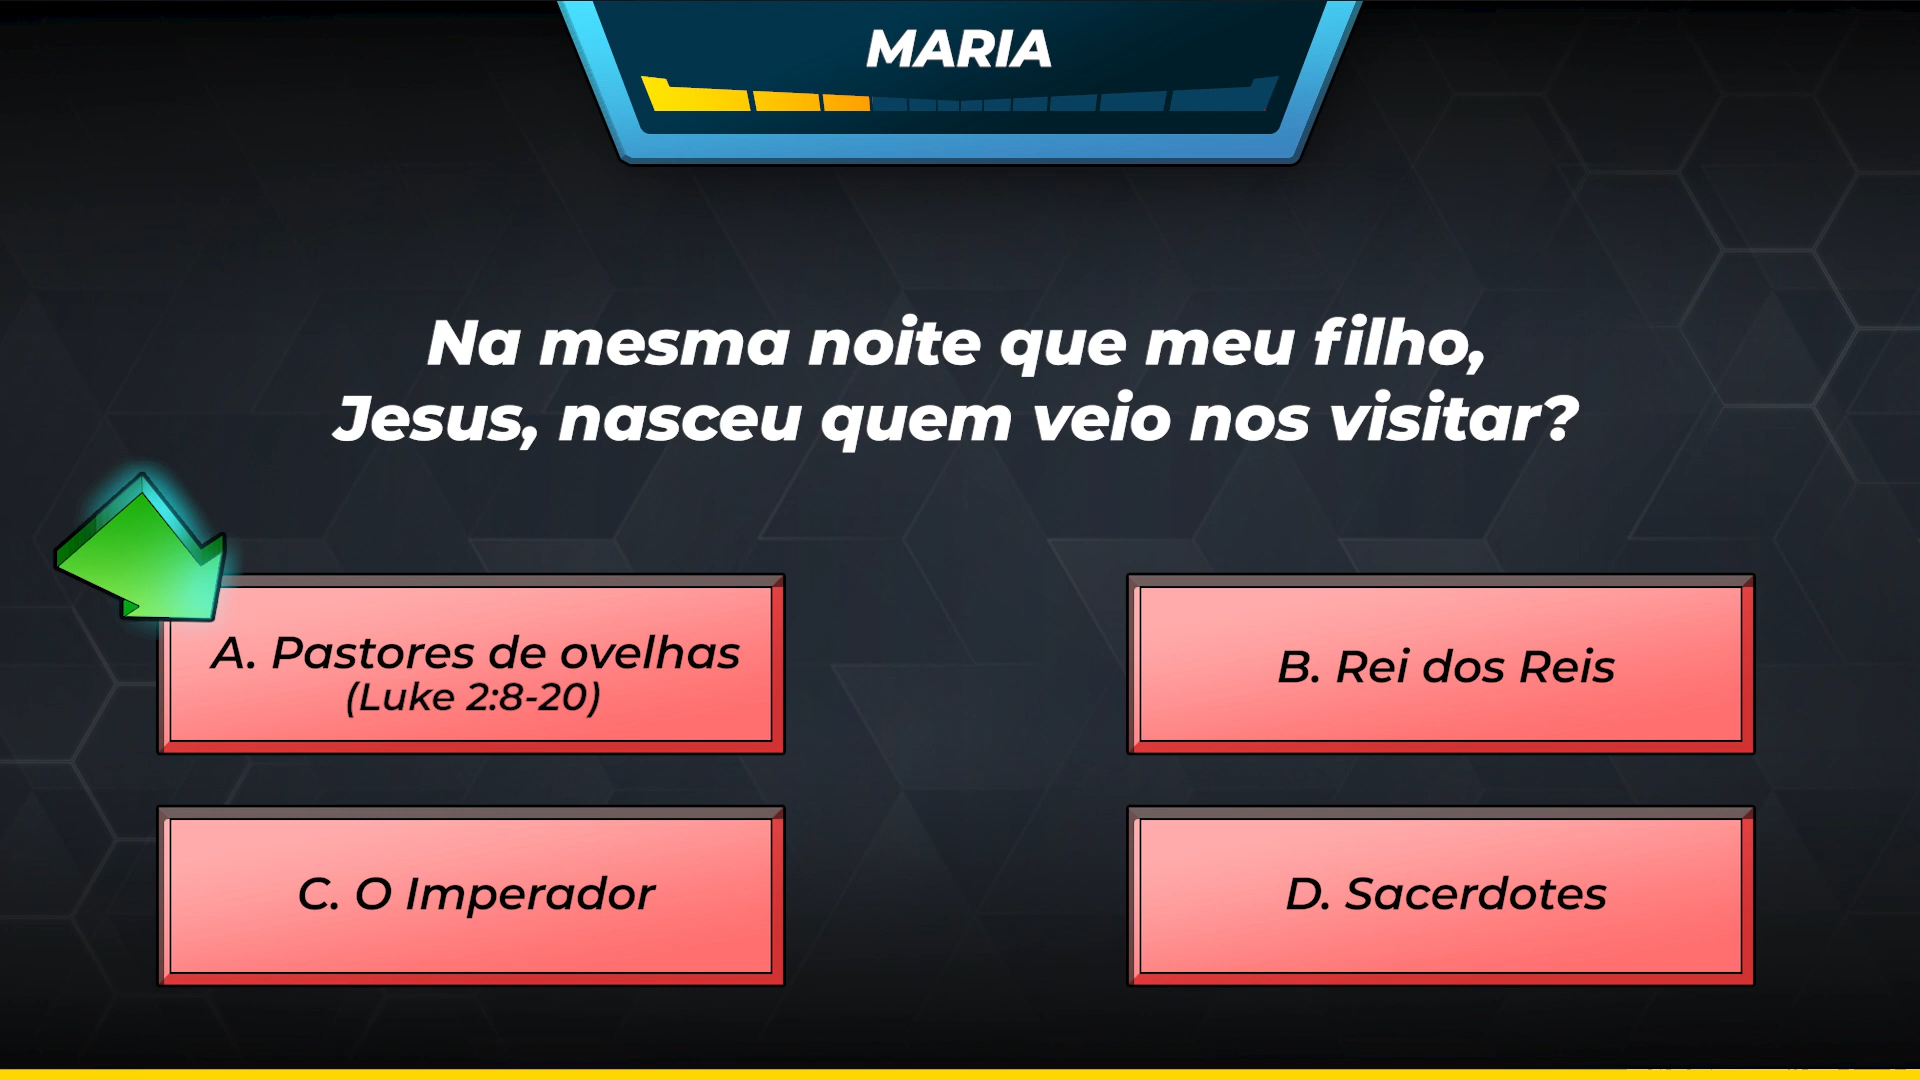 MARIA
Na mesma noite que meu filho,
Jesus, nasceu quem veio nos visitar?
A. Pastores de ovelhas
(Luke 2:8-20)
B. Rei dos Reis
C. O Imperador
D. Sacerdotes